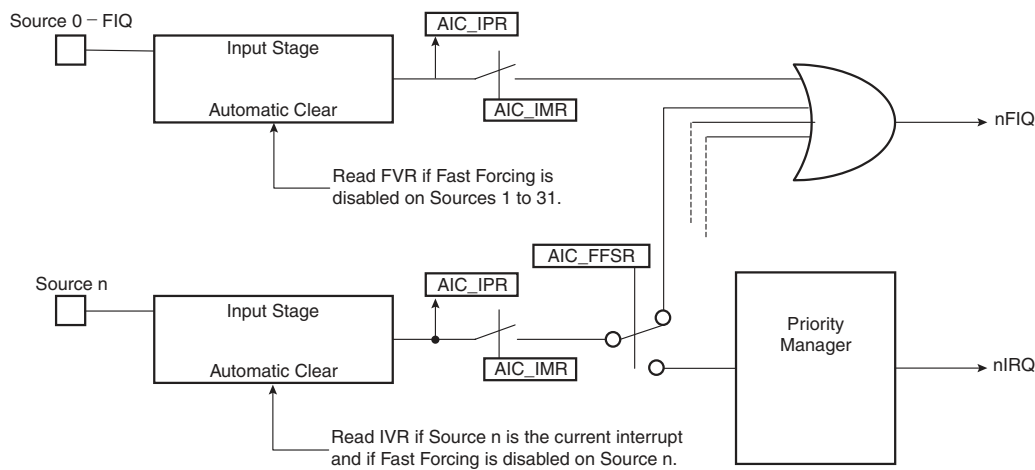 Source 0 – FIQ
Input Stage
Automatic Clear
AIC_IPR
AIC_IMR
nFIQ
Read FVR if Fast Forcing is
disabled on Sources 1 to 31.
Source n
Input Stage
Automatic Clear
AIC_IPR
AIC_IMR
AIC_FFSR
Priority
Manager
nIRQ
Read IVR if Source n is the current interrupt
and if Fast Forcing is disabled on Source n.